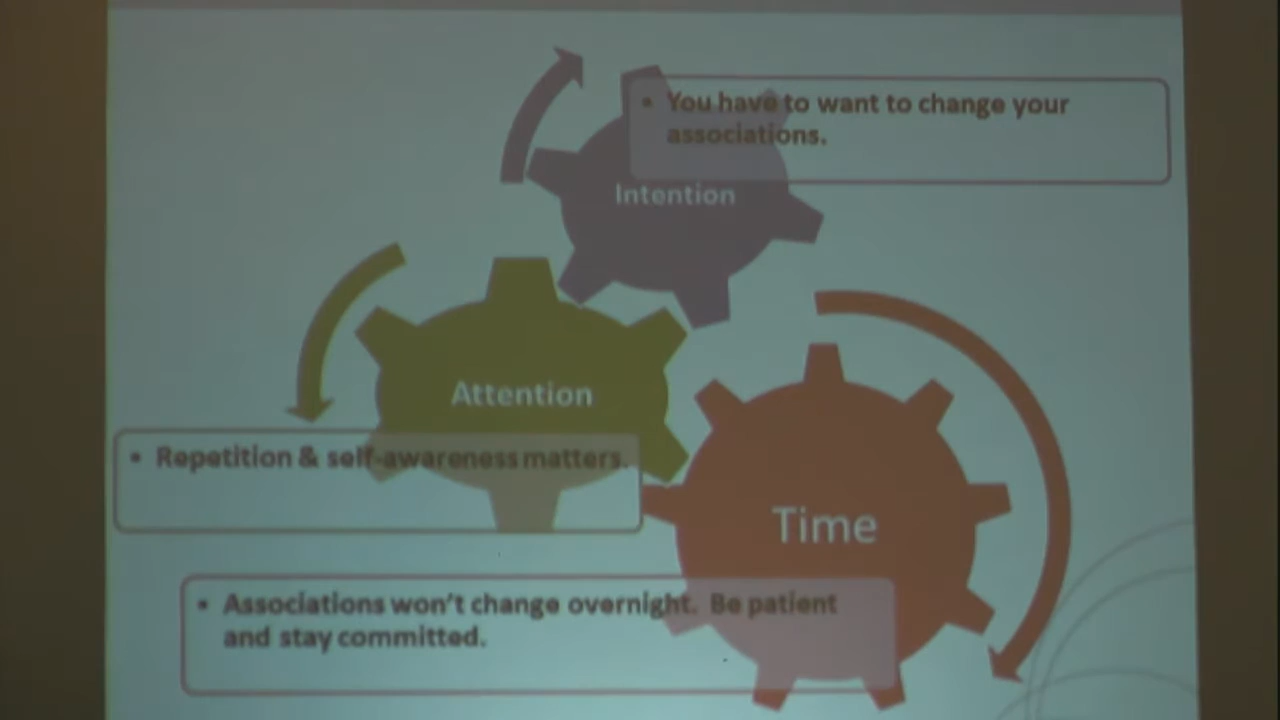 • You have to want to change your
associations.
Intention
Attention
• Repetition & self-awareness matters.
Time
• Associations won't change overnight. Be patient
and stay committed.